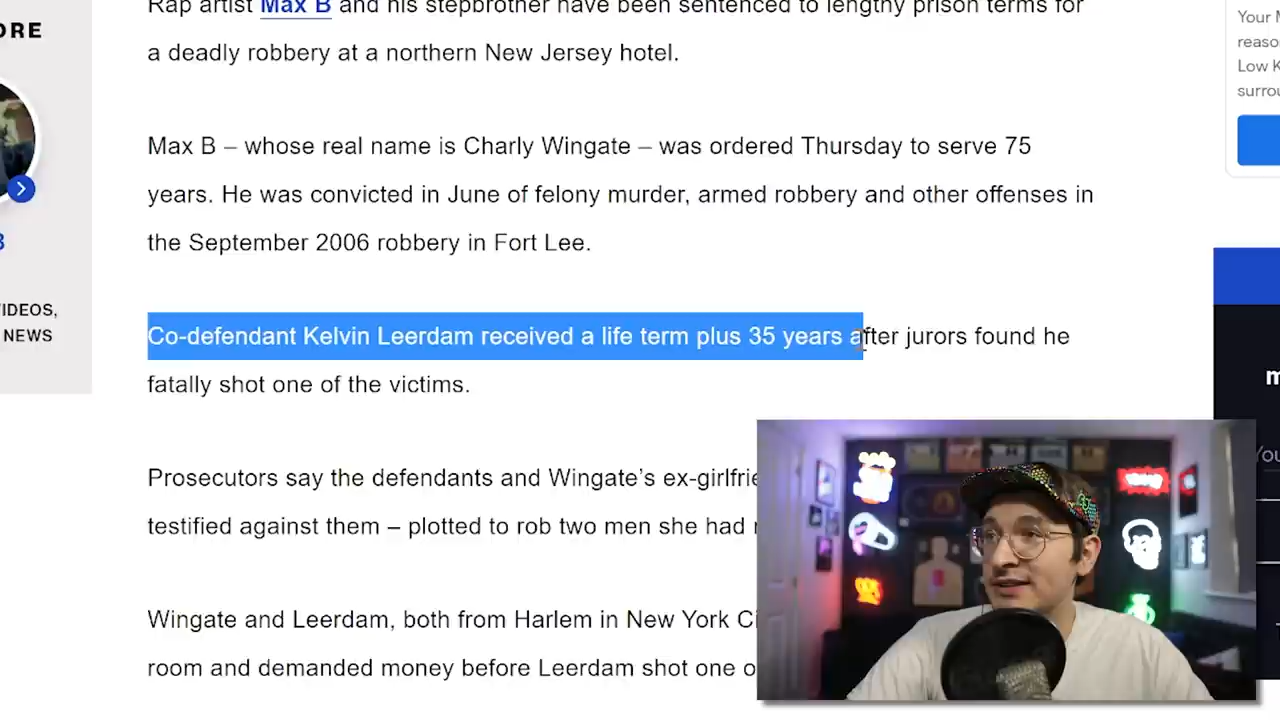 ORE
Rap artist Max B and his stepbrother have been sentenced to lengthy prison terms for
a deadly robbery at a northern New Jersey hotel.
Max B – whose real name is Charly Wingate – was ordered Thursday to serve 75
years. He was convicted in June of felony murder, armed robbery and other offenses in
the September 2006 robbery in Fort Lee.
Co-defendant Kelvin Leerdam received a life term plus 35 years after jurors found he
fatally shot one of the victims.
Prosecutors say the defendants and Wingate's ex-girlfrie
testified against them – plotted to rob two men she had
Wingate and Leerdam, both from Harlem in New York Ci
room and demanded money before Leerdam shot one o
IDEOS,
NEWS
Your M
reaso
Low K
surrou
m
You